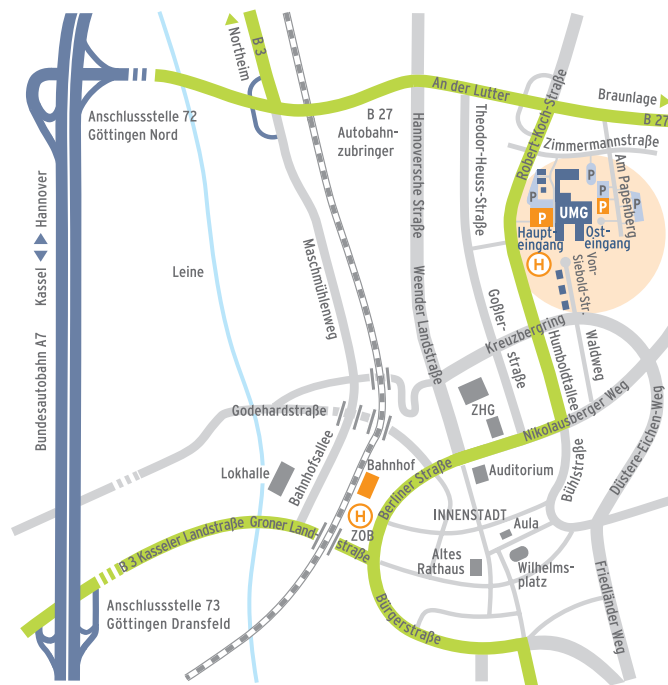 Northeim
B 3
An der Lutter
Braunlage
B 27
Anschlussstelle 72
Göttingen Nord
B 27
Autobahn-
zubringer
Hannoversche Straße
Theodor-Heuss-Straße
Robert-Koch-Straße
Zimmermannstraße
Am Papenberg
P
P
P
P
P
P
UMG
Haupt-
eingang
Ost-
eingang
H
Von-
Siebold-Str.
Kassel
Hannover
Bundesautobahn A7
Leine
Maschmühlenweg
Weender Landstraße
Goßler-
straße
Kreuzbergring
Humboldtallee
Waldweg
Nikolausberger Weg
Düstere-Eichen-Weg
Godehardstraße
ZHG
Lokhalle
Bahnhofsallee
Bahnhof
Berliner Straße
Auditorium
Bühlstraße
H
ZOB
INNENSTADT
Aula
Altes
Rathaus
Wilhelms-
platz
B 3 Kasseler Landstraße
Groner Land-
straße
Anschlussstelle 73
Göttingen Dransfeld
Bürgerstraße
Friedländer Weg